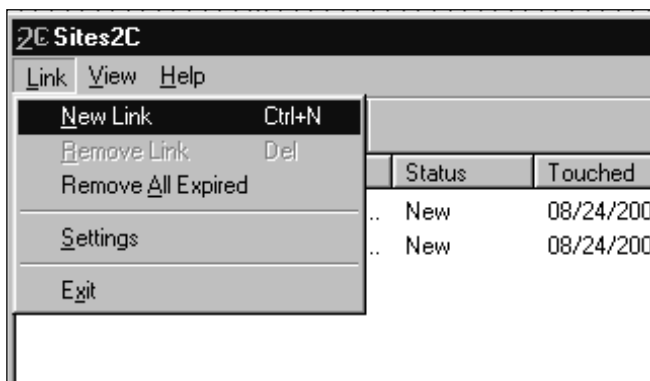 2C Sites2C
Link View Help
New Link Ctrl+N
Remove Link Del
Remove All Expired
Settings
Exit
Status Touched
.. New 08/24/200
.. New 08/24/200